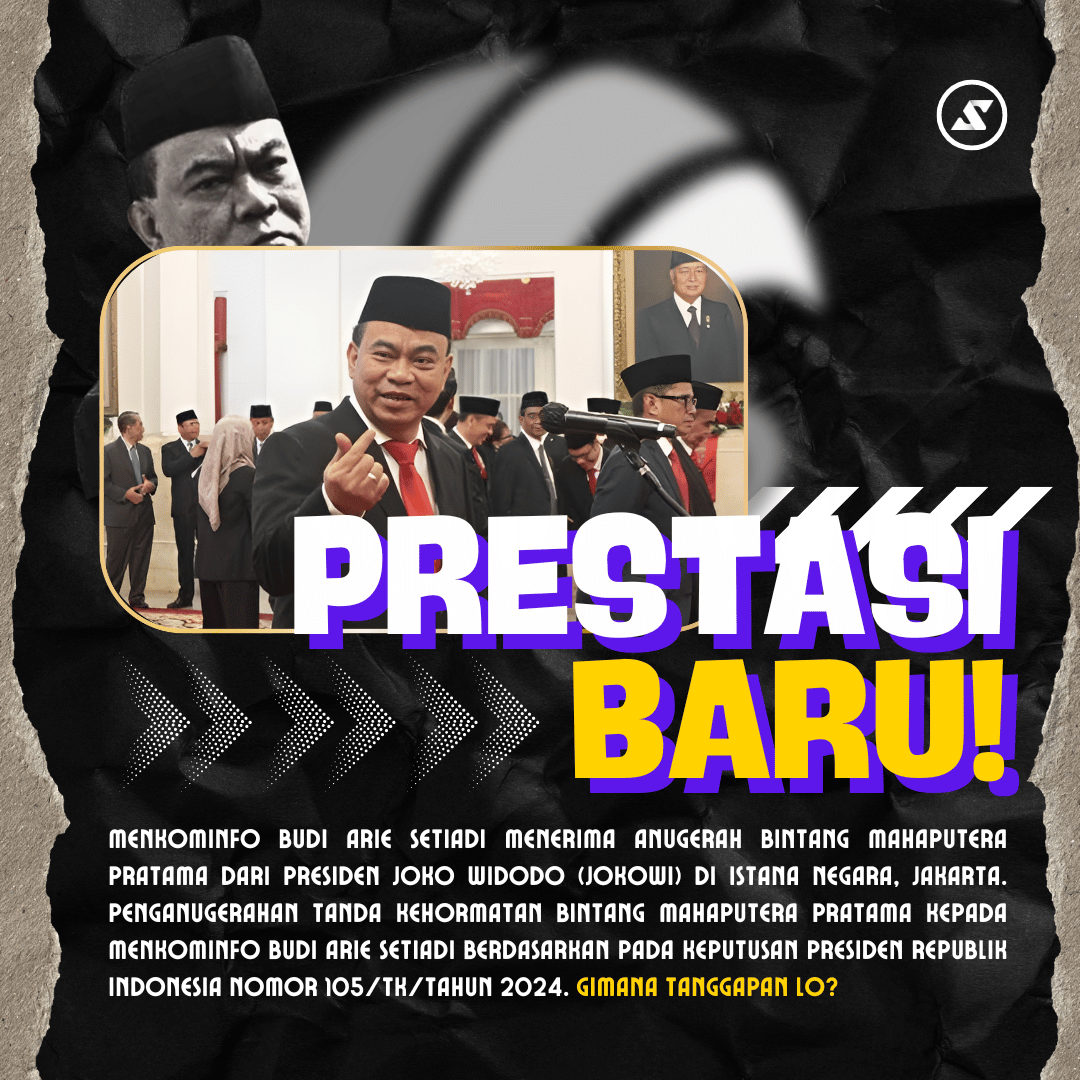 PRESTASI
BARU!
MENKOMINFO BUDI ARIE SETIADI MENERIMA ANUGERAH BINTANG MAHAPUTERA
PRATAMA DARI PRESIDEN JOKO WIDODO (JOKOWI) DI ISTANA NEGARA, JAKARTA.
PENGANUGERAHAN TANDA KEHORMATAN BINTANG MAHAPUTERA PRATAMA KEPADA
MENKOMINFO BUDI ARIE SETIADI BERDASARKAN PADA KEPUTUSAN PRESIDEN REPUBLIK
INDONESIA NOMOR 105/TK/TAHUN 2024. GIMANA TANGGAPAN LO?